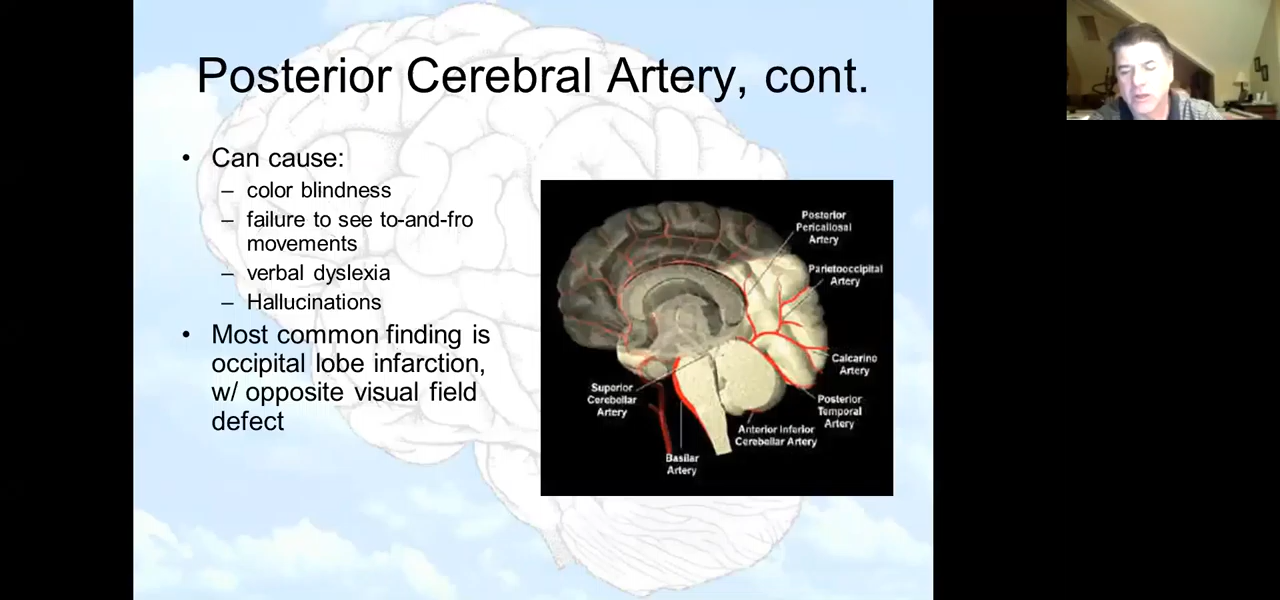 Posterior Cerebral Artery, cont.
• Can cause:
– color blindness
– failure to see to-and-fro
movements
– verbal dyslexia
– Hallucinations
• Most common finding is
occipital lobe infarction,
w/ opposite visual field
defect
Posterior
Pericallosal
Artery
Parietooccipital
Artery
Calcarino
Artery
Superior
Cerebellar
Artery
Posterior
Temporal
Artery
Anterior Inferior
Cerebellar Artery
Basilar
Artery